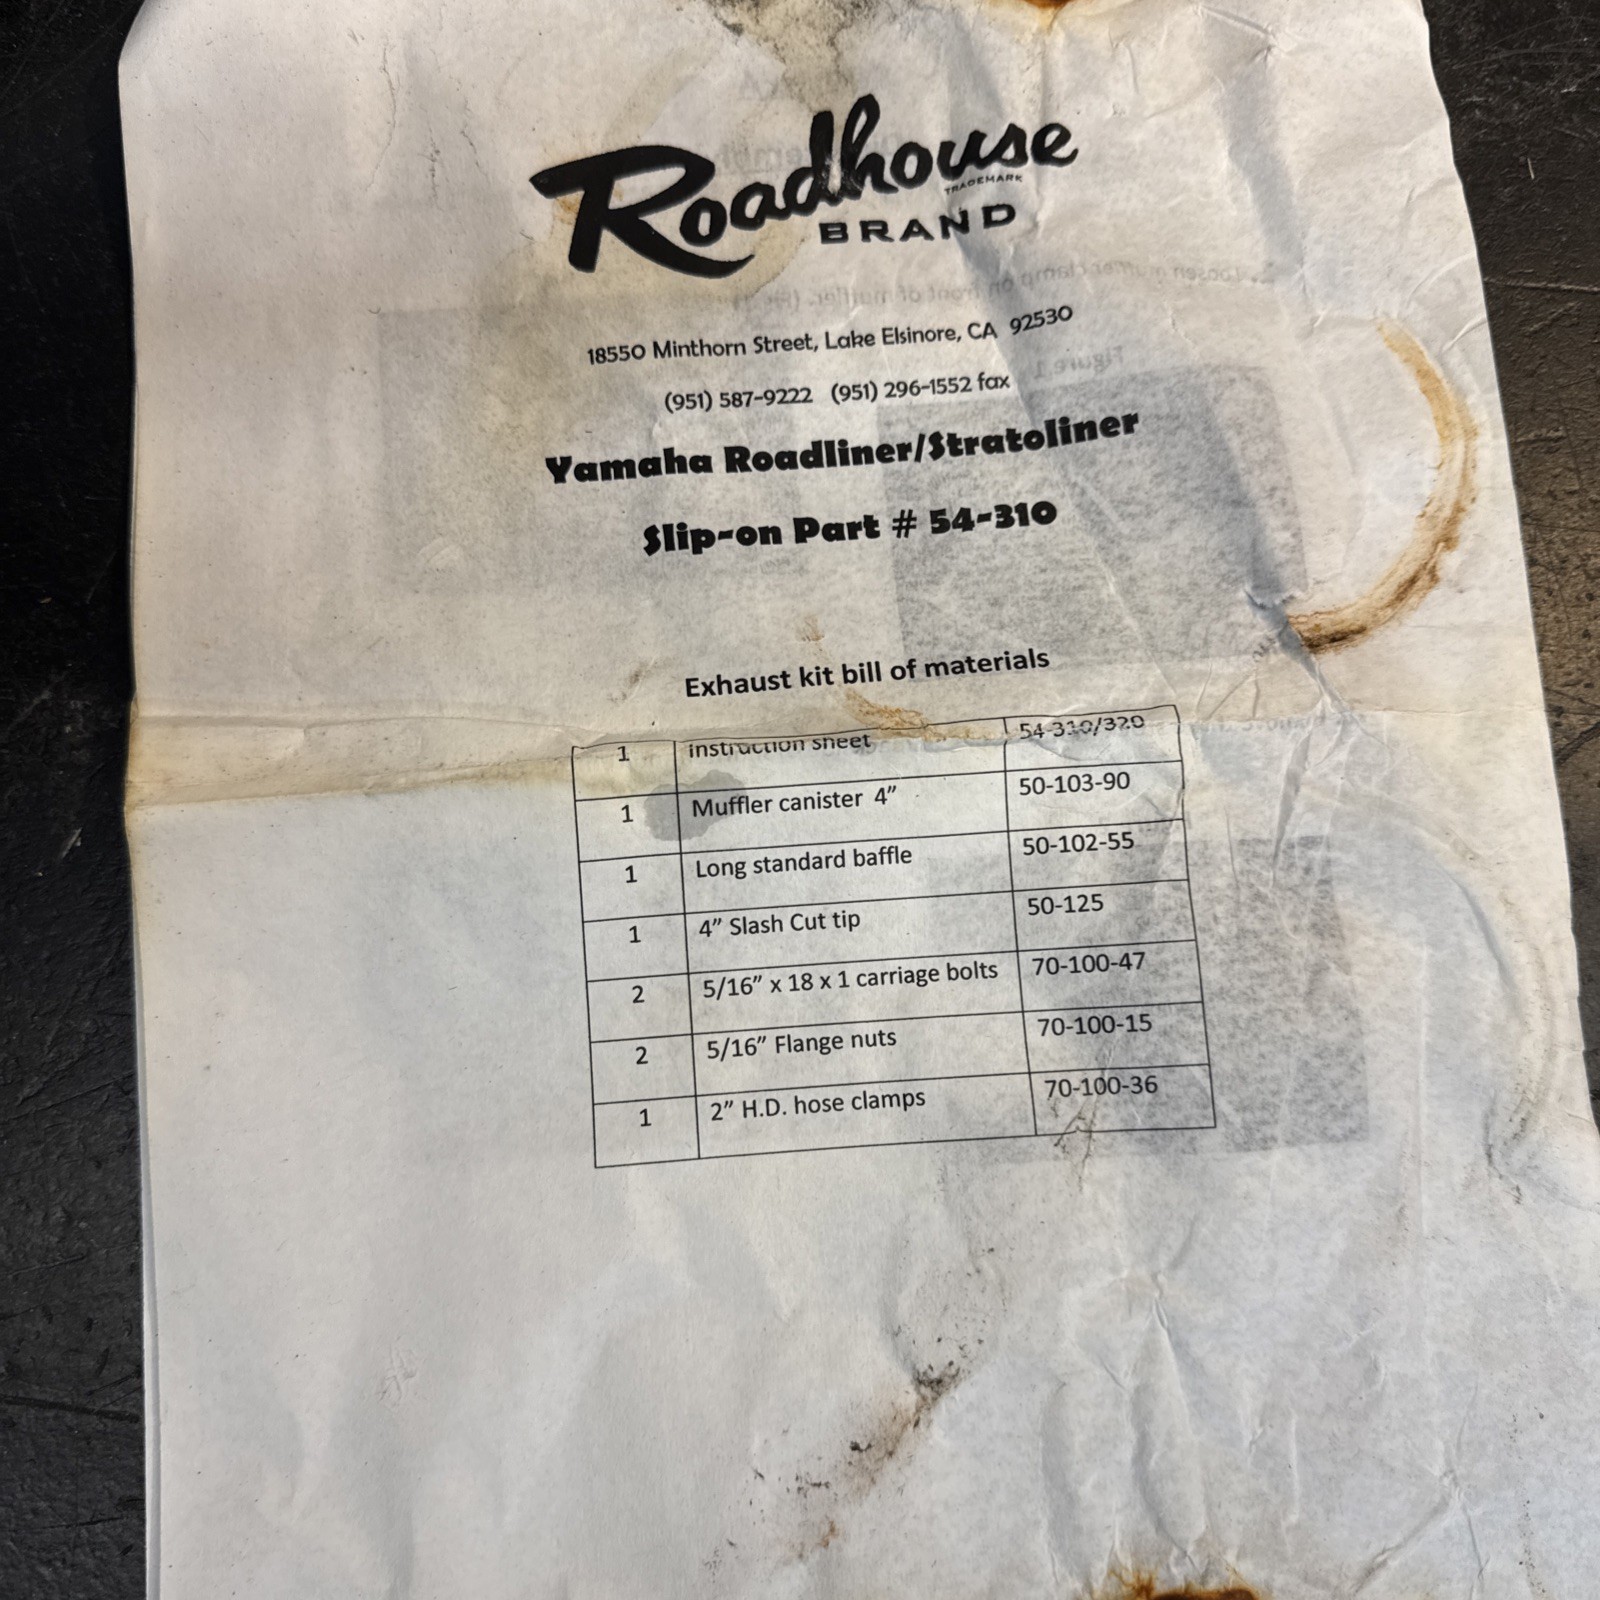 Roadhouse
TRADEMARK
BRAND
18550 Minthorn Street, Lake Elsinore, CA 92530
(951) 587-9222 (951) 296-1552 fax
Yamaha Roadliner/Stratoliner
Slip-on Part # 54-310
Exhaust kit bill of materials
1 instruction sheet 54-310/320
1 Muffler canister 4” 50-103-90
1 Long standard baffle 50-102-55
1 4” Slash Cut tip 50-125
2 5/16” x 18 x 1 carriage bolts 70-100-47
2 5/16” Flange nuts 70-100-15
1 2” H.D. hose clamps 70-100-36